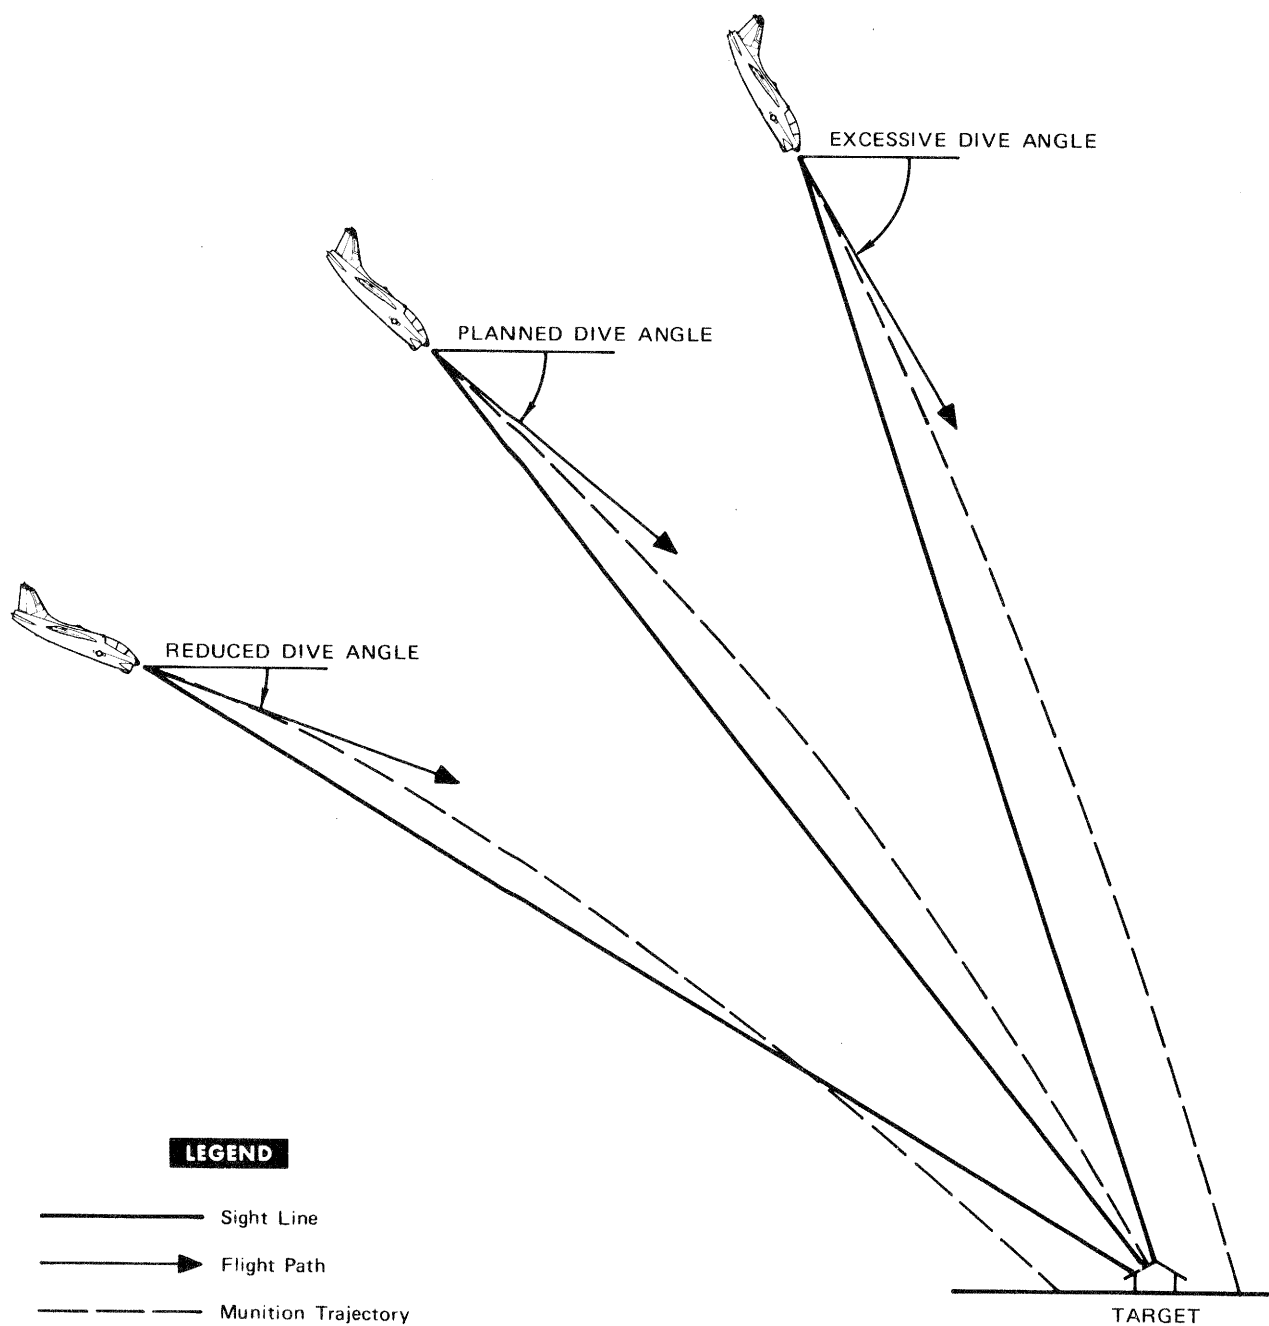 EXCESSIVE DIVE ANGLE
PLANNED DIVE ANGLE
REDUCED DIVE ANGLE
LEGEND
Sight Line
Flight Path
Munition Trajectory
TARGET